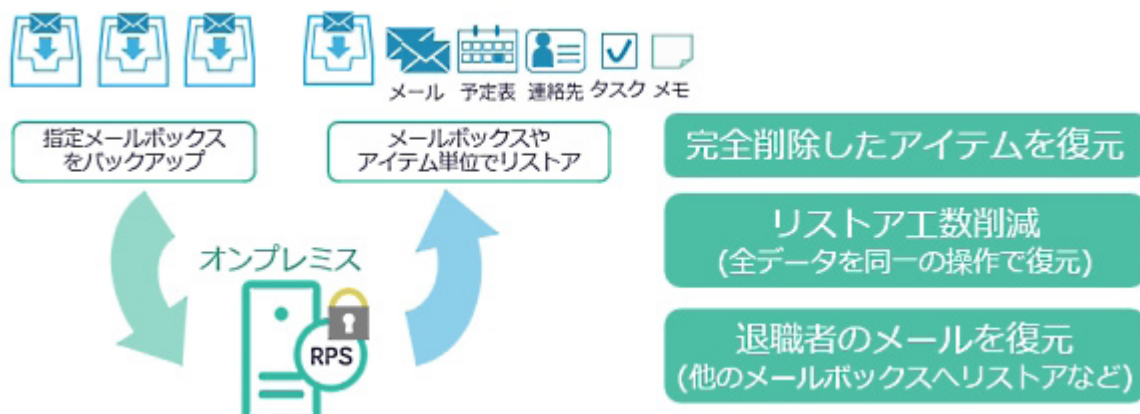 メール 予定表 連絡先 タスク メモ
指定メールボックス
をバックアップ
メールボックスや
アイテム単位でリストア
オンプレミス
RPS
完全削除したアイテムを復元
リストア工数削減
(全データを同一の操作で復元)
退職者のメールを復元
(他のメールボックスへリストアなど)